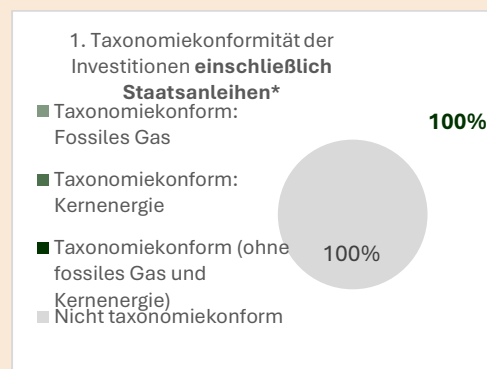 1. Taxonomiekonformität der
Investitionen einschließlich
Staatsanleihen*
Taxonomiekonform:
Fossiles Gas
Taxonomiekonform:
Kernenergie
Taxonomiekonform (ohne
fossiles Gas und
Kernenergie)
Nicht taxonomiekonform
100%
100%